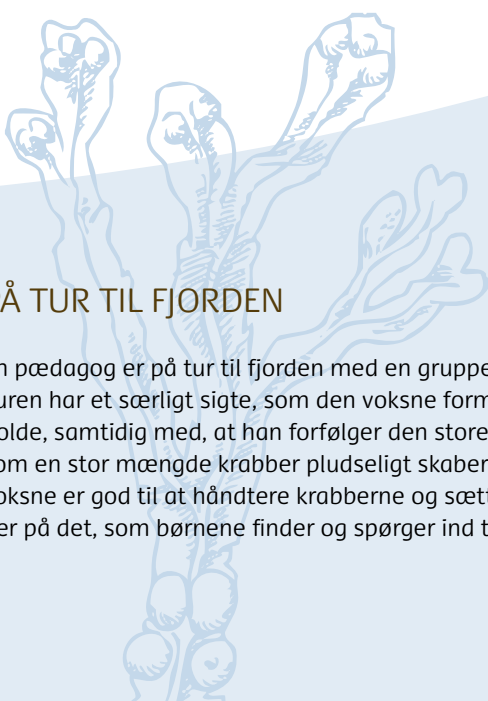 Å TUR TIL FJORDEN
n pædagog er på tur til fjorden med en gruppe
uren har et særligt sigte, som den voksne form
olde, samtidig med, at han forfølger den store
om en stor mængde krabber pludseligt skaber
oksne er god til at håndtere krabberne og sætt
er på det, som børnene finder og spørger ind t